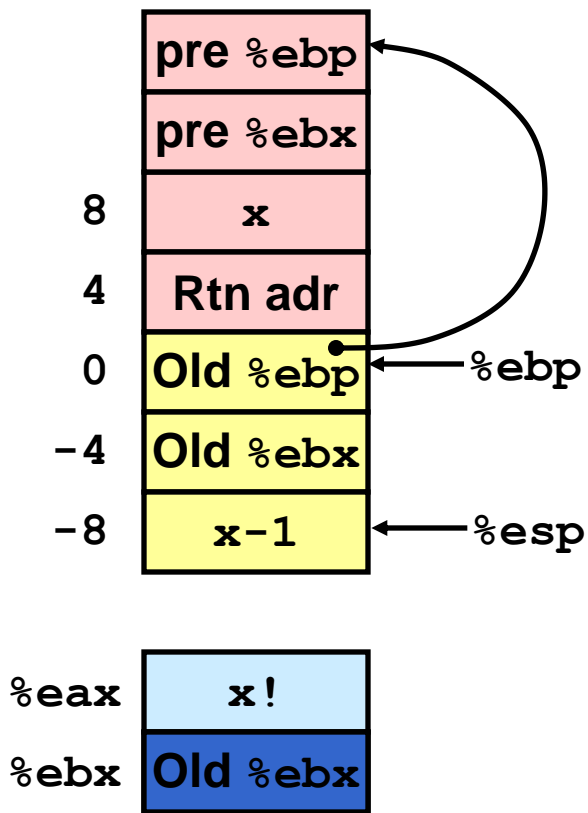 pre %ebp
pre %ebx
8 x
4 Rtn adr
0 Old %ebp %ebp
-4 Old %ebx
-8 x-1 %esp
%eax x!
%ebx Old %ebx